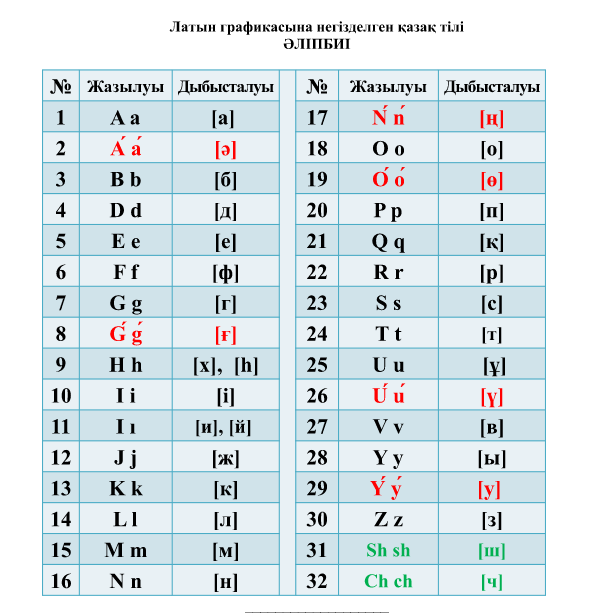 Латын графикасына негізделген қазақ тілі
ӘЛІПБИІ
№ Жазылуы Дыбысталуы № Жазылуы Дыбысталуы
1 A a [а] 17 Ń ń [ң]
2 Á á [ә] 18 O o [о]
3 B b [б] 19 Ó ó [ө]
4 D d [д] 20 P p [п]
5 E e [е] 21 Q q [қ]
6 F f [ф] 22 R r [р]
7 G g [г] 23 S s [с]
8 Ǵ ǵ [ғ] 24 T t [т]
9 H h [х], [h] 25 U u [ұ]
10 I i [і] 26 Ú ú [ү]
11 I ı [и], [й] 27 V v [в]
12 J j [ж] 28 Y y [ы]
13 K k [к] 29 Ý ý [у]
14 L l [л] 30 Z z [з]
15 M m [м] 31 Sh sh [ш]
16 N n [н] 32 Ch ch [ч]